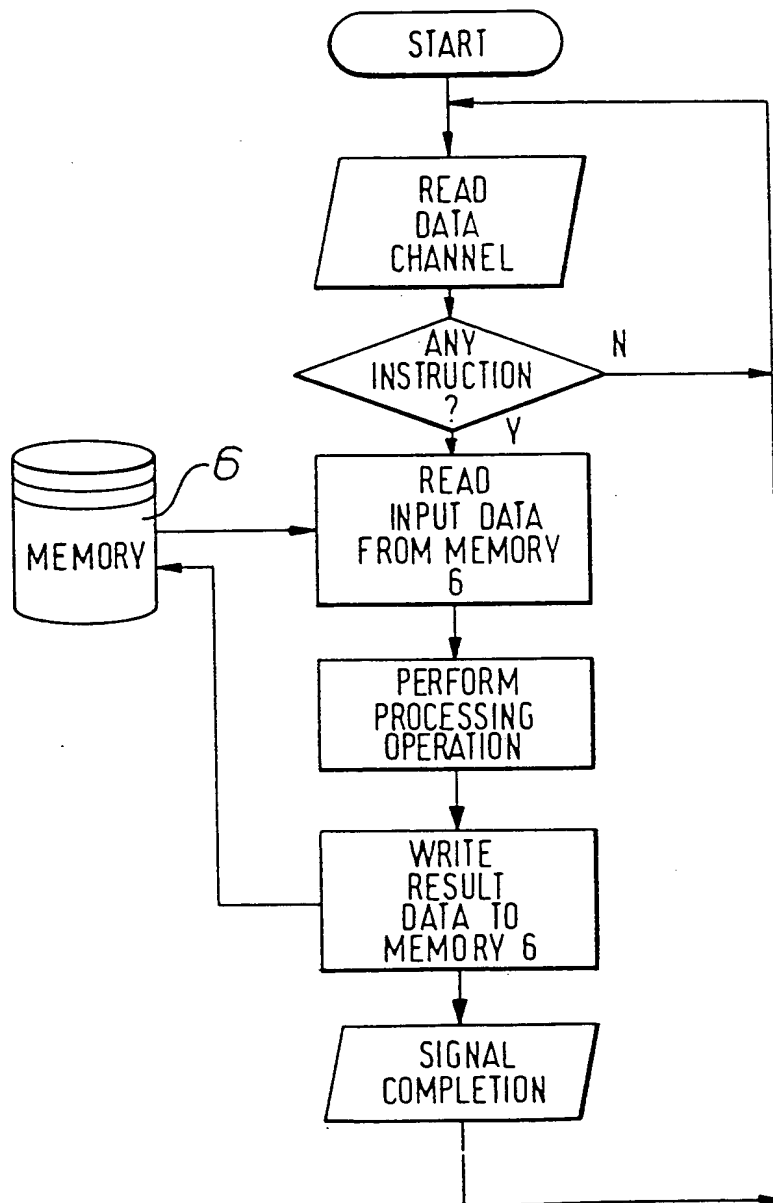 START
READ
DATA
CHANNEL
ANY
INSTRUCTION
?
N
Y
6
MEMORY
READ
INPUT DATA
FROM MEMORY
6
PERFORM
PROCESSING
OPERATION
WRITE
RESULT
DATA TO
MEMORY 6
SIGNAL
COMPLETION